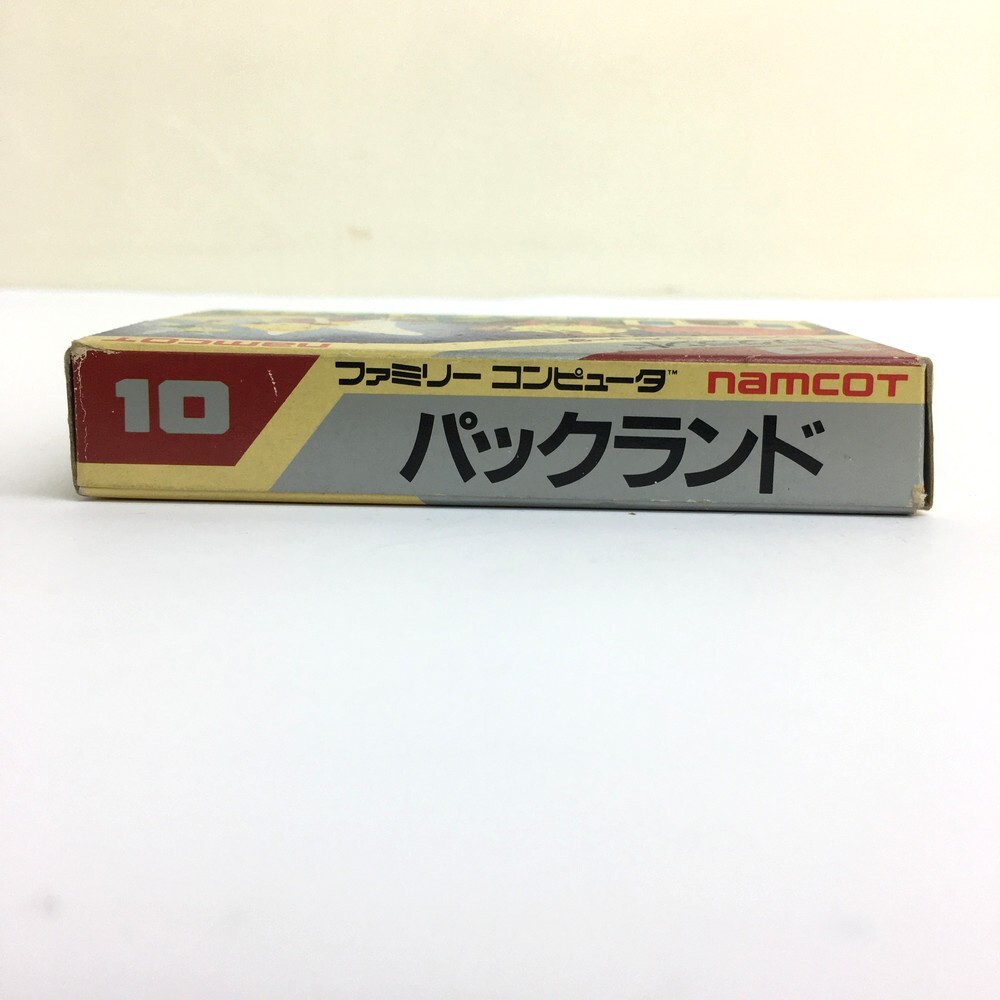 namcoT
10
ファミリー コンピュータ™
namcoT
パックランド